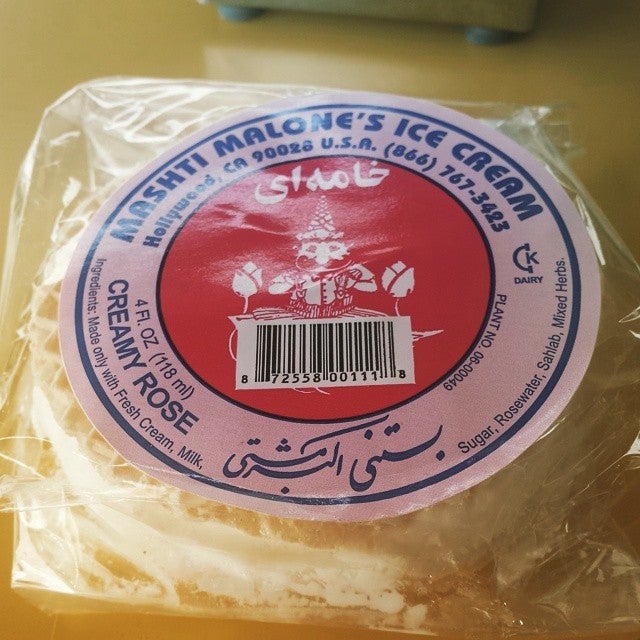 MASHTI MALONE'S ICE CREAM
Hollywood, CA 90028 U.S.A. (866) 767-3423
خامه‌ای
K
DAIRY
PLANT NO 06-00049
8 72558 00111 8
4 FL. OZ (118 ml)
CREAMY ROSE
Ingredients: Made only with Fresh Cream, Milk,
Sugar, Rosewater, Sahlab, Mixed Herbs.
بستنی اکبر مشتی